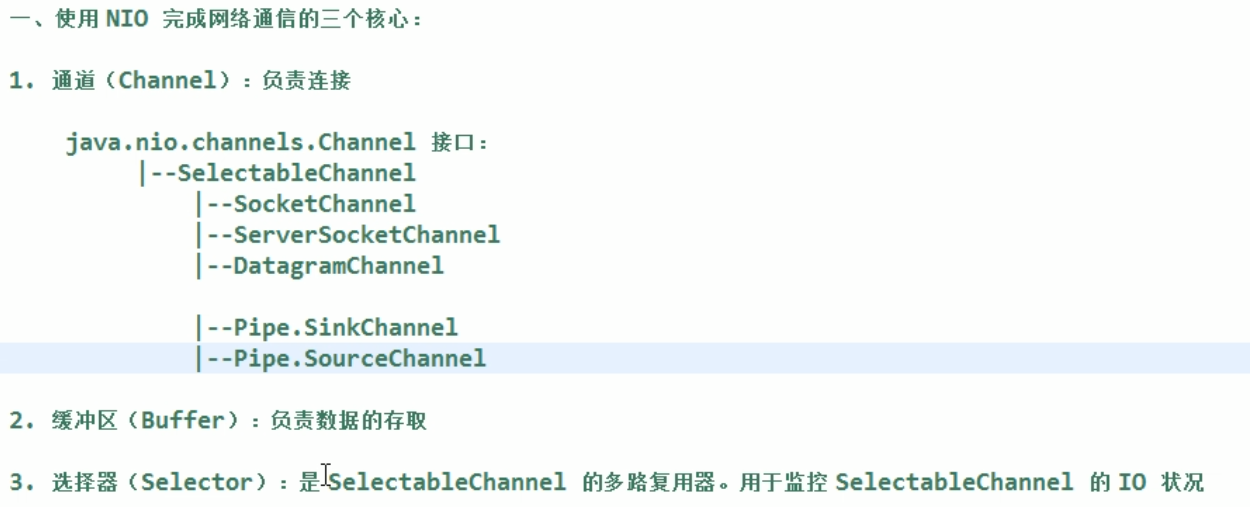 一、使用 NIO 完成网络通信的三个核心：
1. 通道（Channel）：负责连接
java.nio.channels.Channel 接口：
|--SelectableChannel
|--SocketChannel
|--ServerSocketChannel
|--DatagramChannel
|--Pipe.SinkChannel
|--Pipe.SourceChannel
2. 缓冲区（Buffer）：负责数据的存取
3. 选择器（Selector）：是 SelectableChannel 的多路复用器。用于监控 SelectableChannel 的 IO 状况